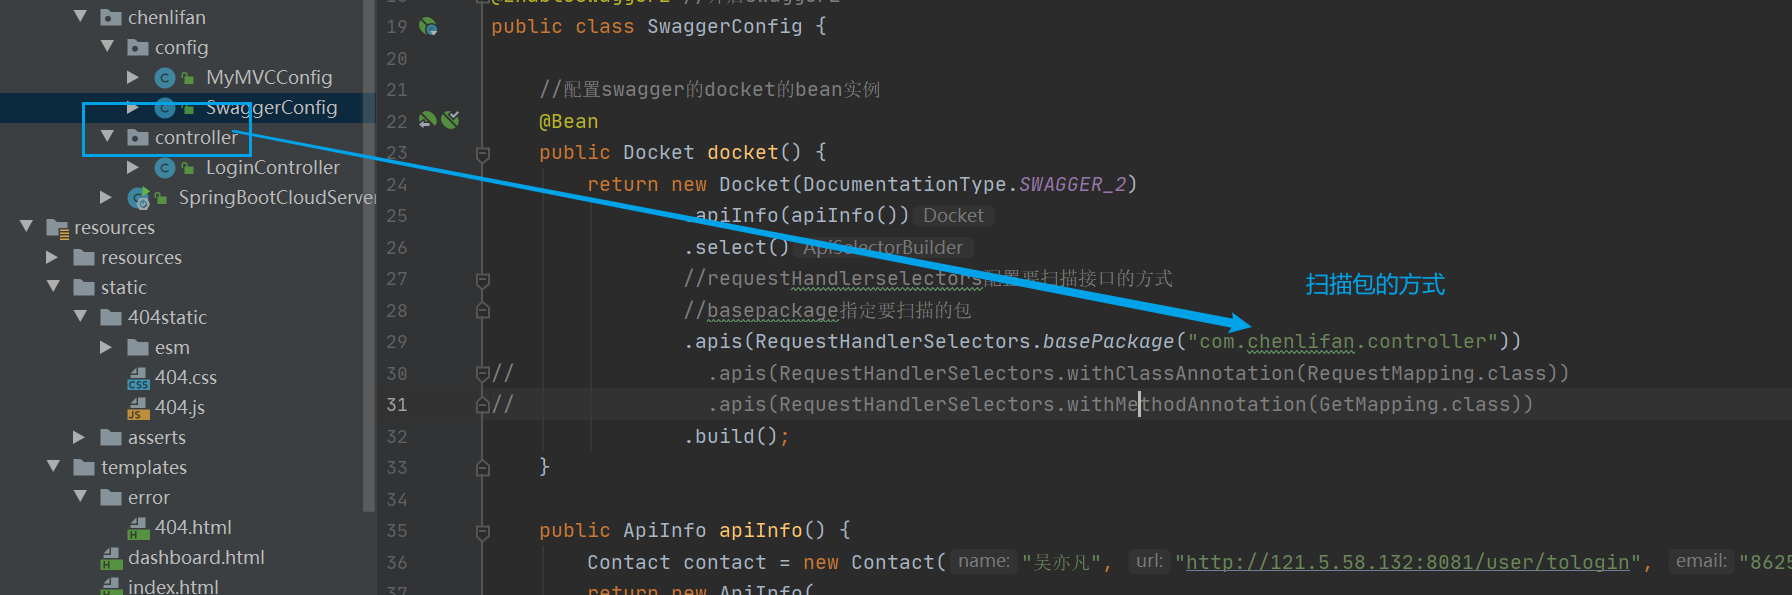 chenlifan
config
MyMVCConfig
SwaggerConfig
controller
LoginController
SpringBootCloudServer
resources
resources
static
404static
esm
404.css
404.js
asserts
templates
error
404.html
dashboard.html
index.html
19 public class SwaggerConfig {
20
21 //配置swagger的docket的bean实例
22 @Bean
23 public Docket docket() {
24 return new Docket(DocumentationType.SWAGGER_2)
25 .apiInfo(apiInfo()) Docket
26 .select() ApiSelectorBuilder
27 //requestHandlerselectors配置要扫描接口的方式
扫描包的方式
28 //basepackage指定要扫描的包
29 .apis(RequestHandlerSelectors.basePackage("com.chenlifan.controller"))
30 // .apis(RequestHandlerSelectors.withClassAnnotation(RequestMapping.class))
31 // .apis(RequestHandlerSelectors.withMethodAnnotation(GetMapping.class))
32 .build();
33 }
34
35 public ApiInfo apiInfo() {
36 Contact contact = new Contact( name: "吴亦凡", url: "http://121.5.58.132:8081/user/tologin", email: "8625
37 return new ApiInfo(